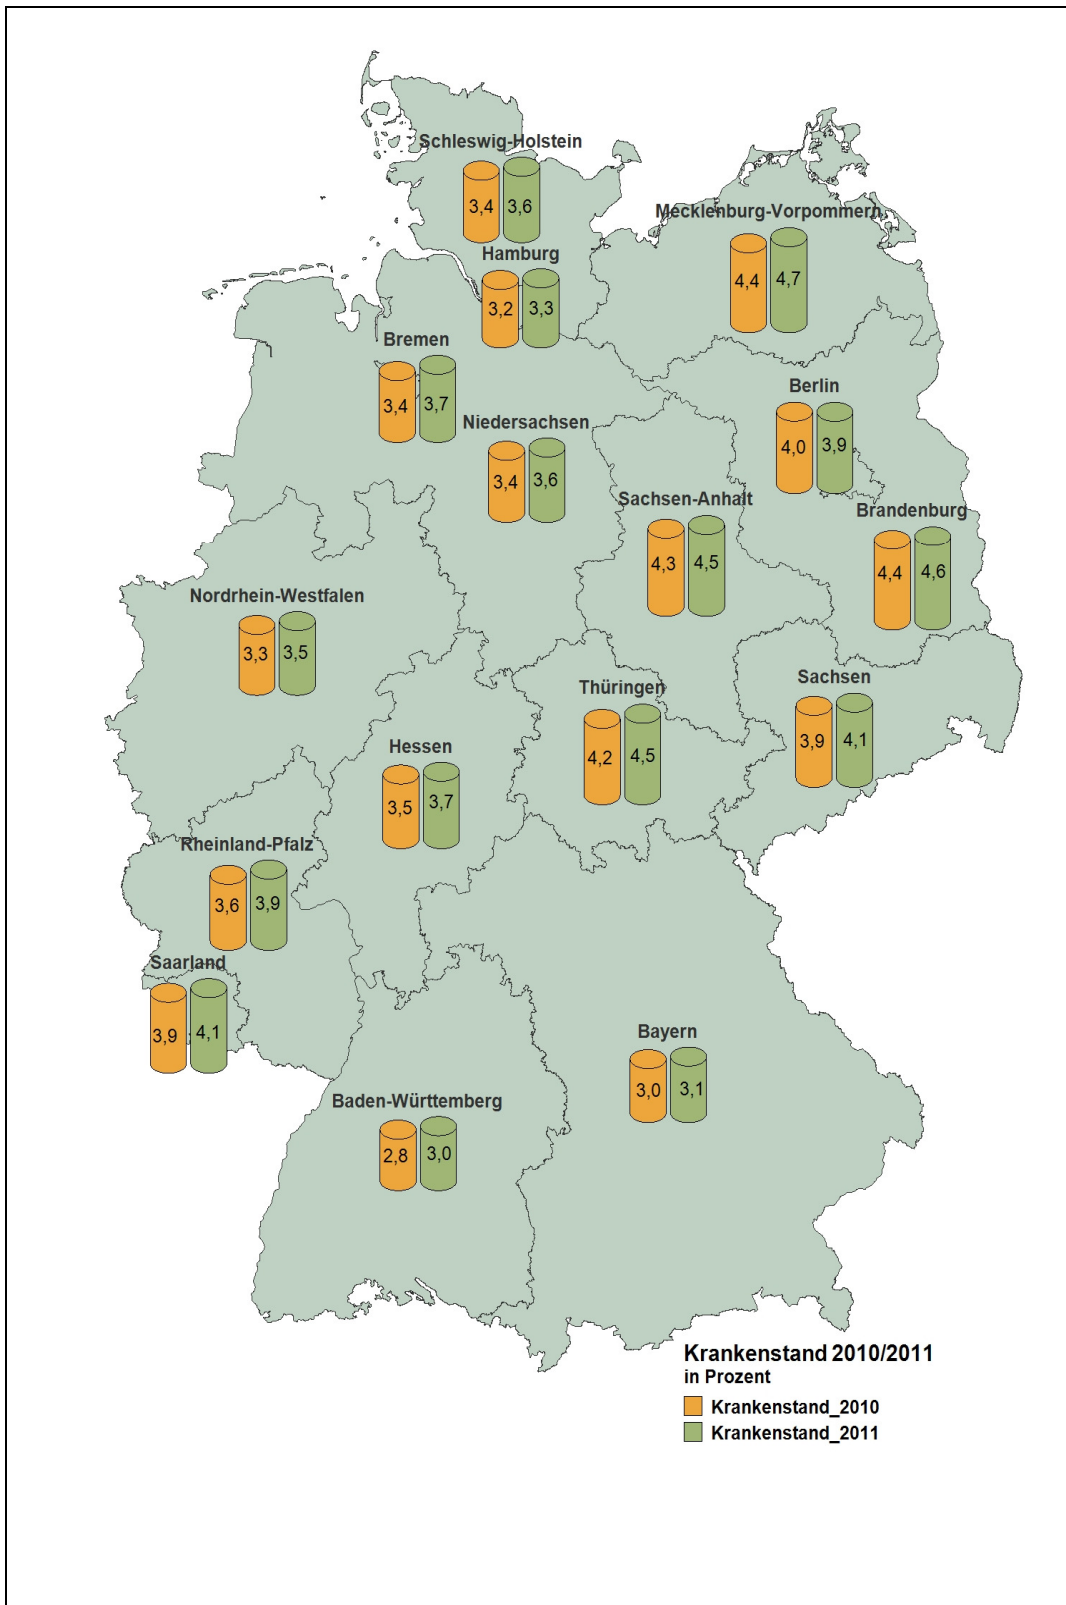 Schleswig-Holstein
3,4 3,6
Mecklenburg-Vorpommern
4,4 4,7
Hamburg
3,2 3,3
Bremen
3,4 3,7
Berlin
4,0 3,9
Niedersachsen
3,4 3,6
Sachsen-Anhalt
4,3 4,5
Brandenburg
4,4 4,6
Nordrhein-Westfalen
3,3 3,5
Sachsen
3,9 4,1
Thüringen
4,2 4,5
Hessen
3,5 3,7
Rheinland-Pfalz
3,6 3,9
Saarland
3,9 4,1
Bayern
3,0 3,1
Baden-Württemberg
2,8 3,0
Krankenstand 2010/2011
in Prozent
Krankenstand_2010
Krankenstand_2011